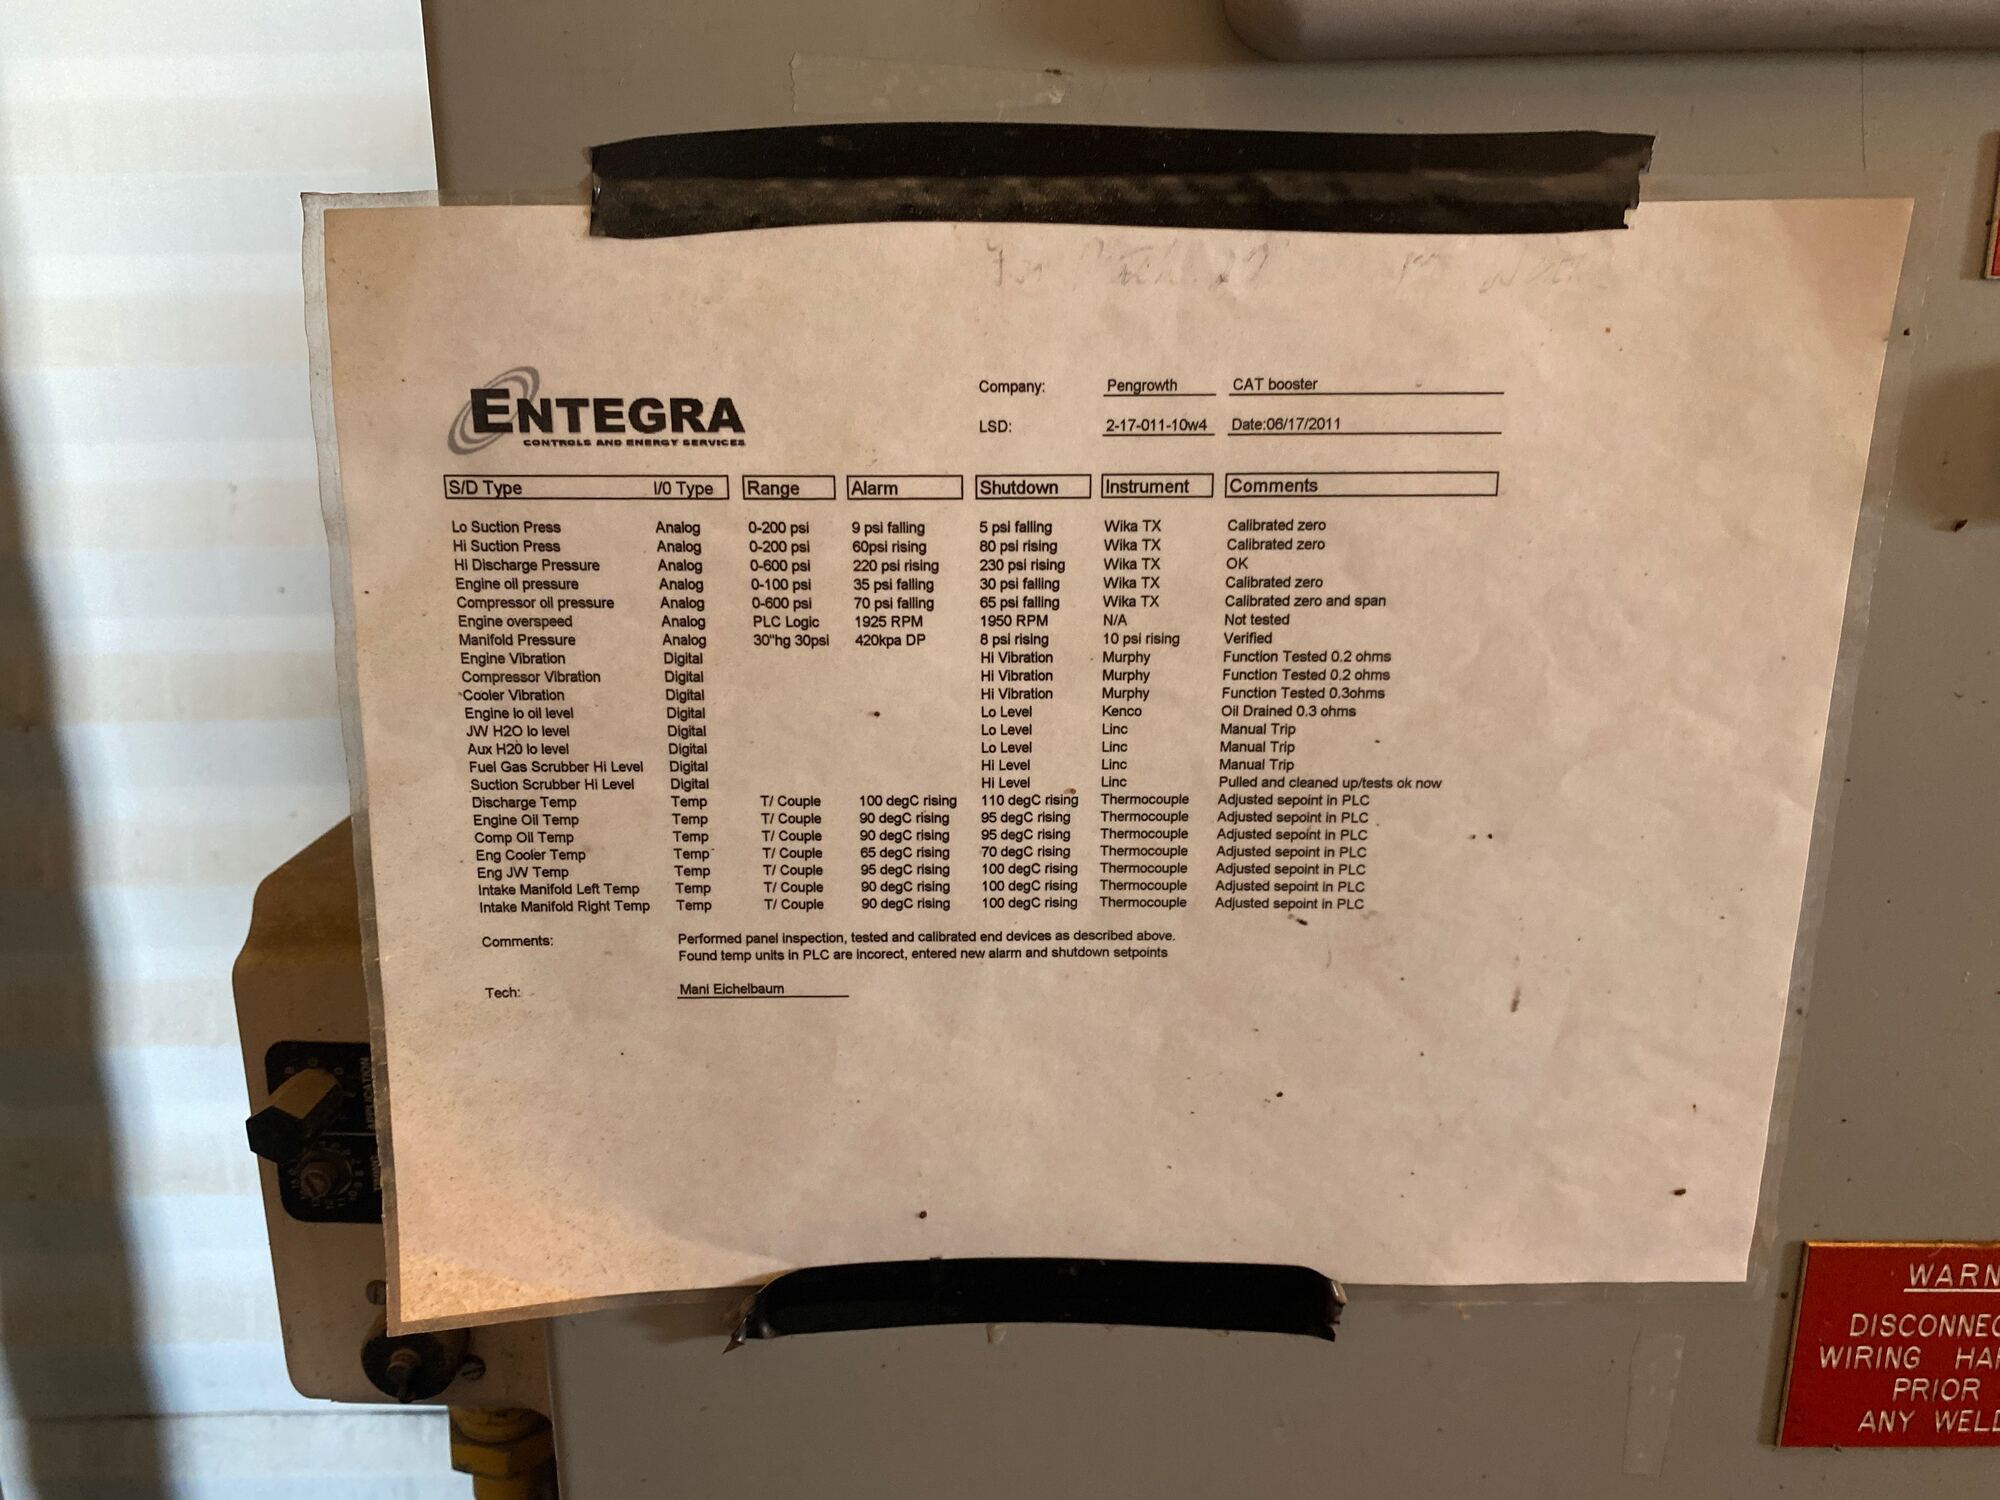 ENTEGRA
CONTROLS AND ENERGY SERVICES
Company: Pengrowth CAT booster
LSD: 2-17-011-10w4 Date:06/17/2011
S/D Type I/0 Type Range Alarm Shutdown Instrument Comments
Lo Suction Press Analog 0-200 psi 9 psi falling 5 psi falling Wika TX Calibrated zero
Hi Suction Press Analog 0-200 psi 60psi rising 80 psi rising Wika TX Calibrated zero
Hi Discharge Pressure Analog 0-600 psi 220 psi rising 230 psi rising Wika TX OK
Engine oil pressure Analog 0-100 psi 35 psi falling 30 psi falling Wika TX Calibrated zero
Compressor oil pressure Analog 0-600 psi 70 psi falling 65 psi falling Wika TX Calibrated zero and span
Engine overspeed Analog PLC Logic 1925 RPM 1950 RPM N/A Not tested
Manifold Pressure Analog 30"hg 30psi 420kpa DP 8 psi rising 10 psi rising Verified
Engine Vibration Digital Hi Vibration Murphy Function Tested 0.2 ohms
Compressor Vibration Digital Hi Vibration Murphy Function Tested 0.2 ohms
Cooler Vibration Digital Hi Vibration Murphy Function Tested 0.3ohms
Engine lo oil level Digital Lo Level Kenco Oil Drained 0.3 ohms
JW H2O lo level Digital Lo Level Linc Manual Trip
Aux H20 lo level Digital Lo Level Linc Manual Trip
Fuel Gas Scrubber Hi Level Digital Hi Level Linc Manual Trip
Suction Scrubber Hi Level Digital Hi Level Linc Pulled and cleaned up/tests ok now
Discharge Temp Temp T/ Couple 100 degC rising 110 degC rising Thermocouple Adjusted sepoint in PLC
Engine Oil Temp Temp T/ Couple 90 degC rising 95 degC rising Thermocouple Adjusted sepoint in PLC
Comp Oil Temp Temp T/ Couple 90 degC rising 95 degC rising Thermocouple Adjusted sepoint in PLC
Eng Cooler Temp Temp T/ Couple 65 degC rising 70 degC rising Thermocouple Adjusted sepoint in PLC
Eng JW Temp Temp T/ Couple 95 degC rising 100 degC rising Thermocouple Adjusted sepoint in PLC
Intake Manifold Left Temp Temp T/ Couple 90 degC rising 100 degC rising Thermocouple Adjusted sepoint in PLC
Intake Manifold Right Temp Temp T/ Couple 90 degC rising 100 degC rising Thermocouple Adjusted sepoint in PLC
Comments: Performed panel inspection, tested and calibrated end devices as described above.
Found temp units in PLC are incorect, entered new alarm and shutdown setpoints
Tech: Mani Eichelbaum
APPLICATION
WARN
DISCONNEC
WIRING HA
PRIOR
ANY WELD